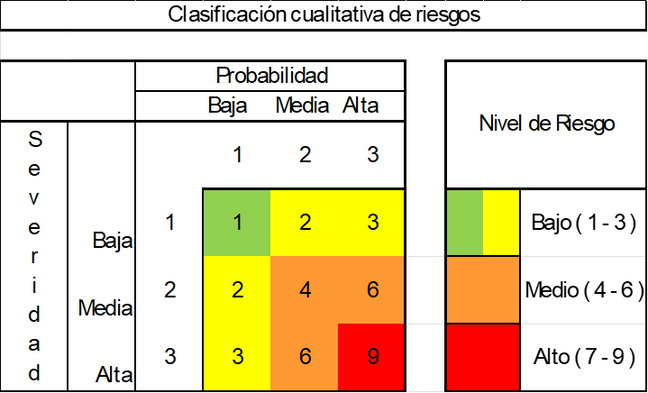 Clasificación cualitativa de riesgos
Probabilidad
Baja Media Alta
Nivel de Riesgo
Severidad
1 2 3
1 2 3
Baja 1
Bajo ( 1 - 3 )
2 2 4 6
Media
Medio ( 4 - 6 )
3 3 6 9
Alta
Alto ( 7 - 9 )